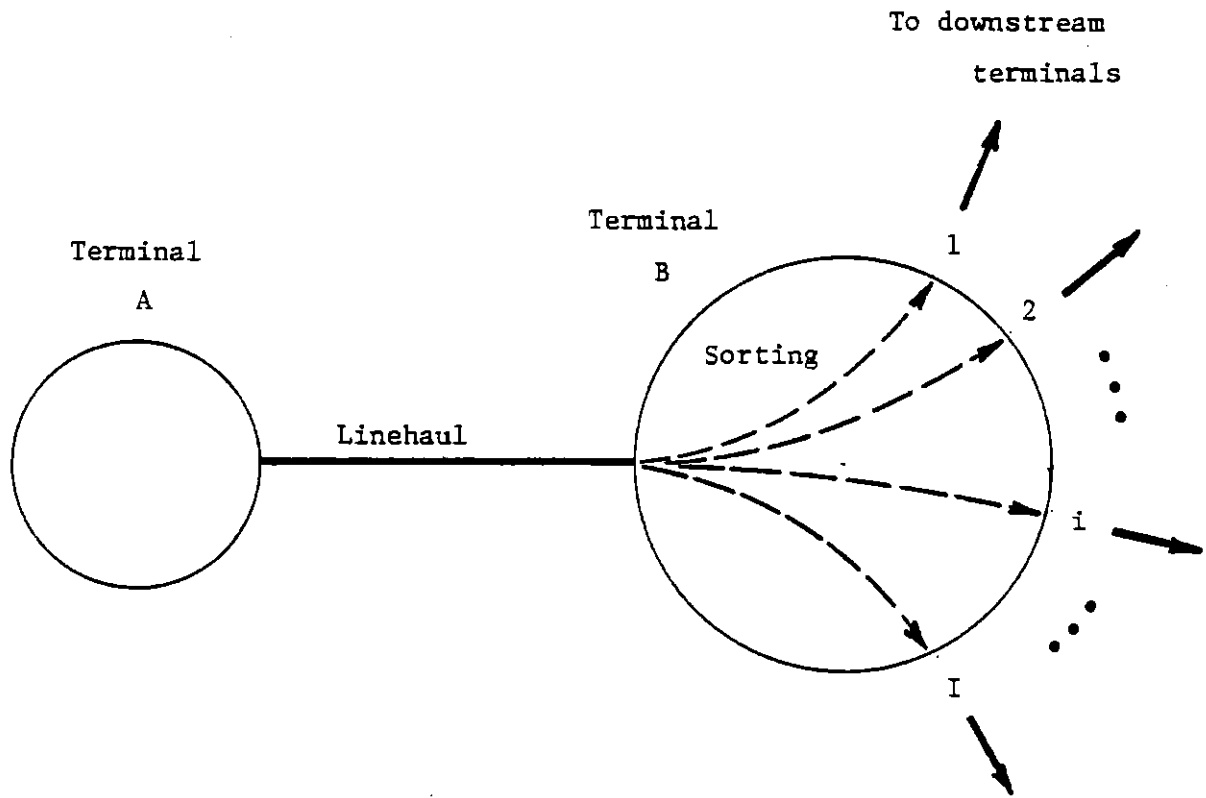 To downstream
terminals
Terminal
A
Terminal
B
1
2
Sorting
Linehaul
i
I